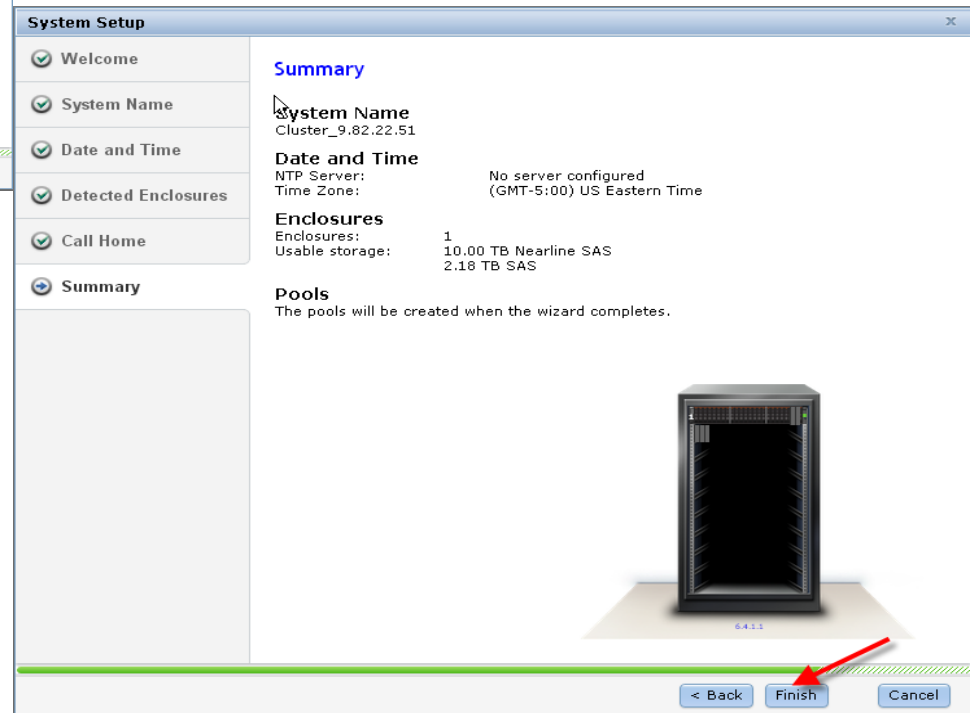 System Setup x
Welcome
System Name
Date and Time
Detected Enclosures
Call Home
Summary
Summary
System Name
Cluster_9.82.22.51
Date and Time
NTP Server: No server configured
Time Zone: (GMT-5:00) US Eastern Time
Enclosures
Enclosures: 1
Usable storage: 10.00 TB Nearline SAS
2.18 TB SAS
Pools
The pools will be created when the wizard completes.
1
6.4.1.1
< Back Finish Cancel